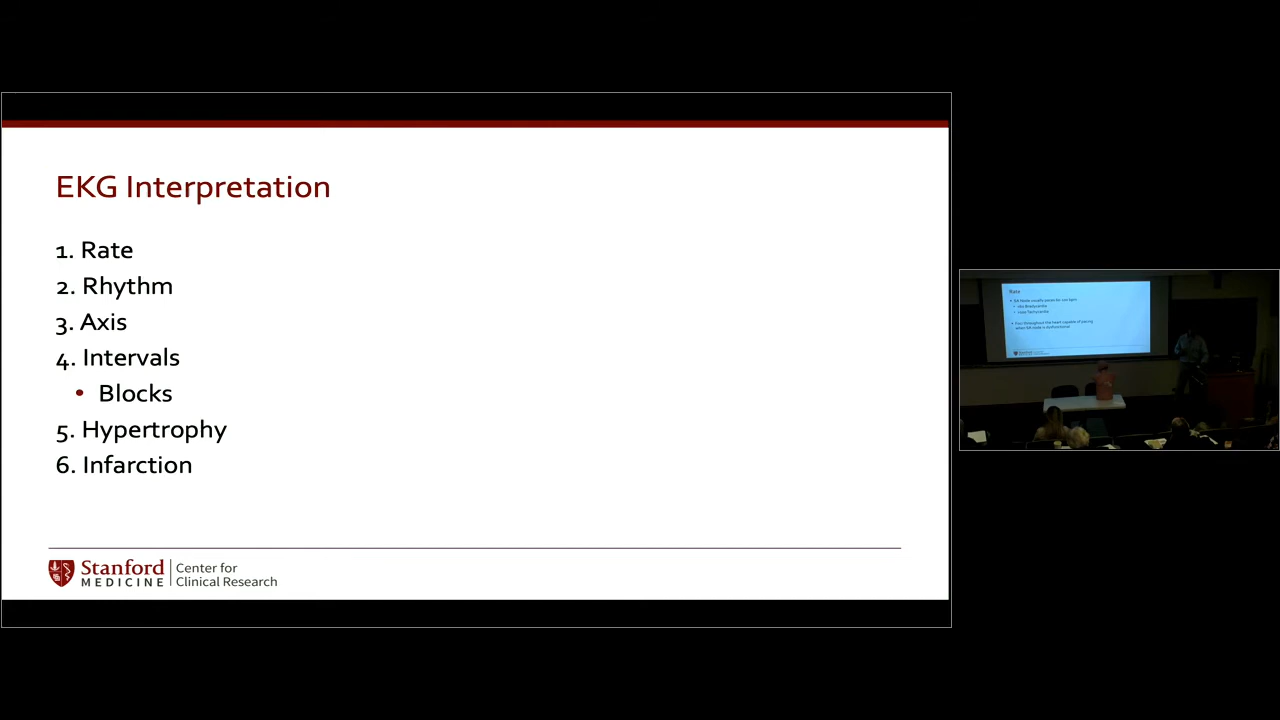 EKG Interpretation
1. Rate
2. Rhythm
3. Axis
4. Intervals
• Blocks
5. Hypertrophy
6. Infarction
Stanford
MEDICINE
Center for
Clinical Research
Rate